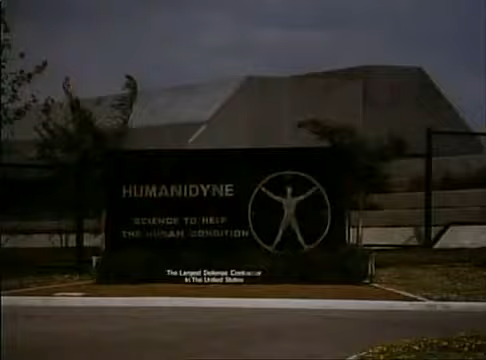 HUMANIDYNE
SCIENCE TO HELP
THE HUMAN CONDITION
The Largest Defense Contractor
In The United States